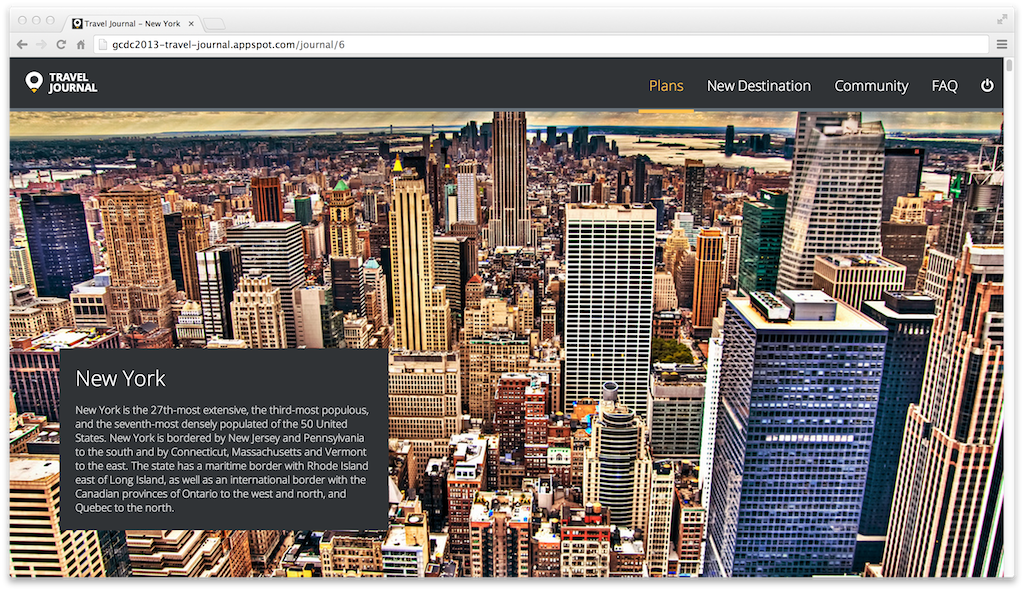 Travel Journal – New York
gcdc2013-travel-journal.appspot.com/journal/6
TRAVEL
JOURNAL
Plans
New Destination
Community
FAQ
New York
New York is the 27th-most extensive, the third-most populous,
and the seventh-most densely populated of the 50 United
States. New York is bordered by New Jersey and Pennsylvania
to the south and by Connecticut, Massachusetts and Vermont
to the east. The state has a maritime border with Rhode Island
east of Long Island, as well as an international border with the
Canadian provinces of Ontario to the west and north, and
Quebec to the north.